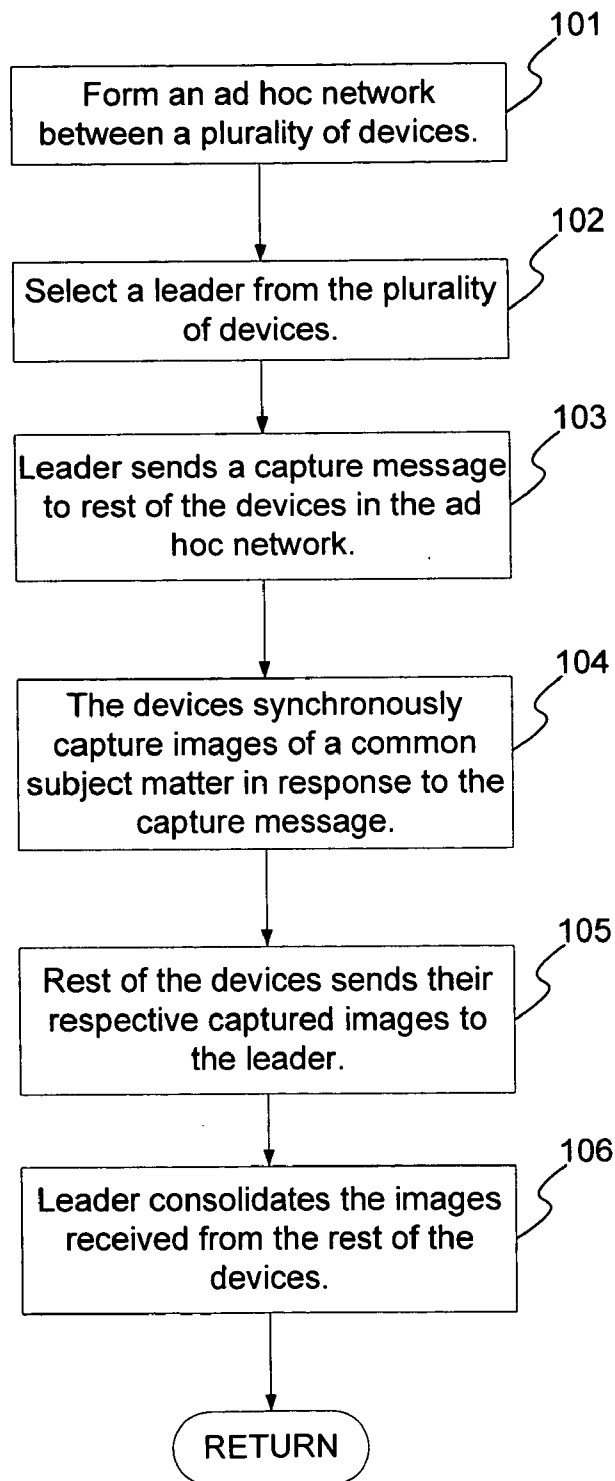 101
Form an ad hoc network
between a plurality of devices.
102
Select a leader from the plurality
of devices.
103
Leader sends a capture message
to rest of the devices in the ad
hoc network.
104
The devices synchronously
capture images of a common
subject matter in response to the
capture message.
105
Rest of the devices sends their
respective captured images to
the leader.
106
Leader consolidates the images
received from the rest of the
devices.
RETURN